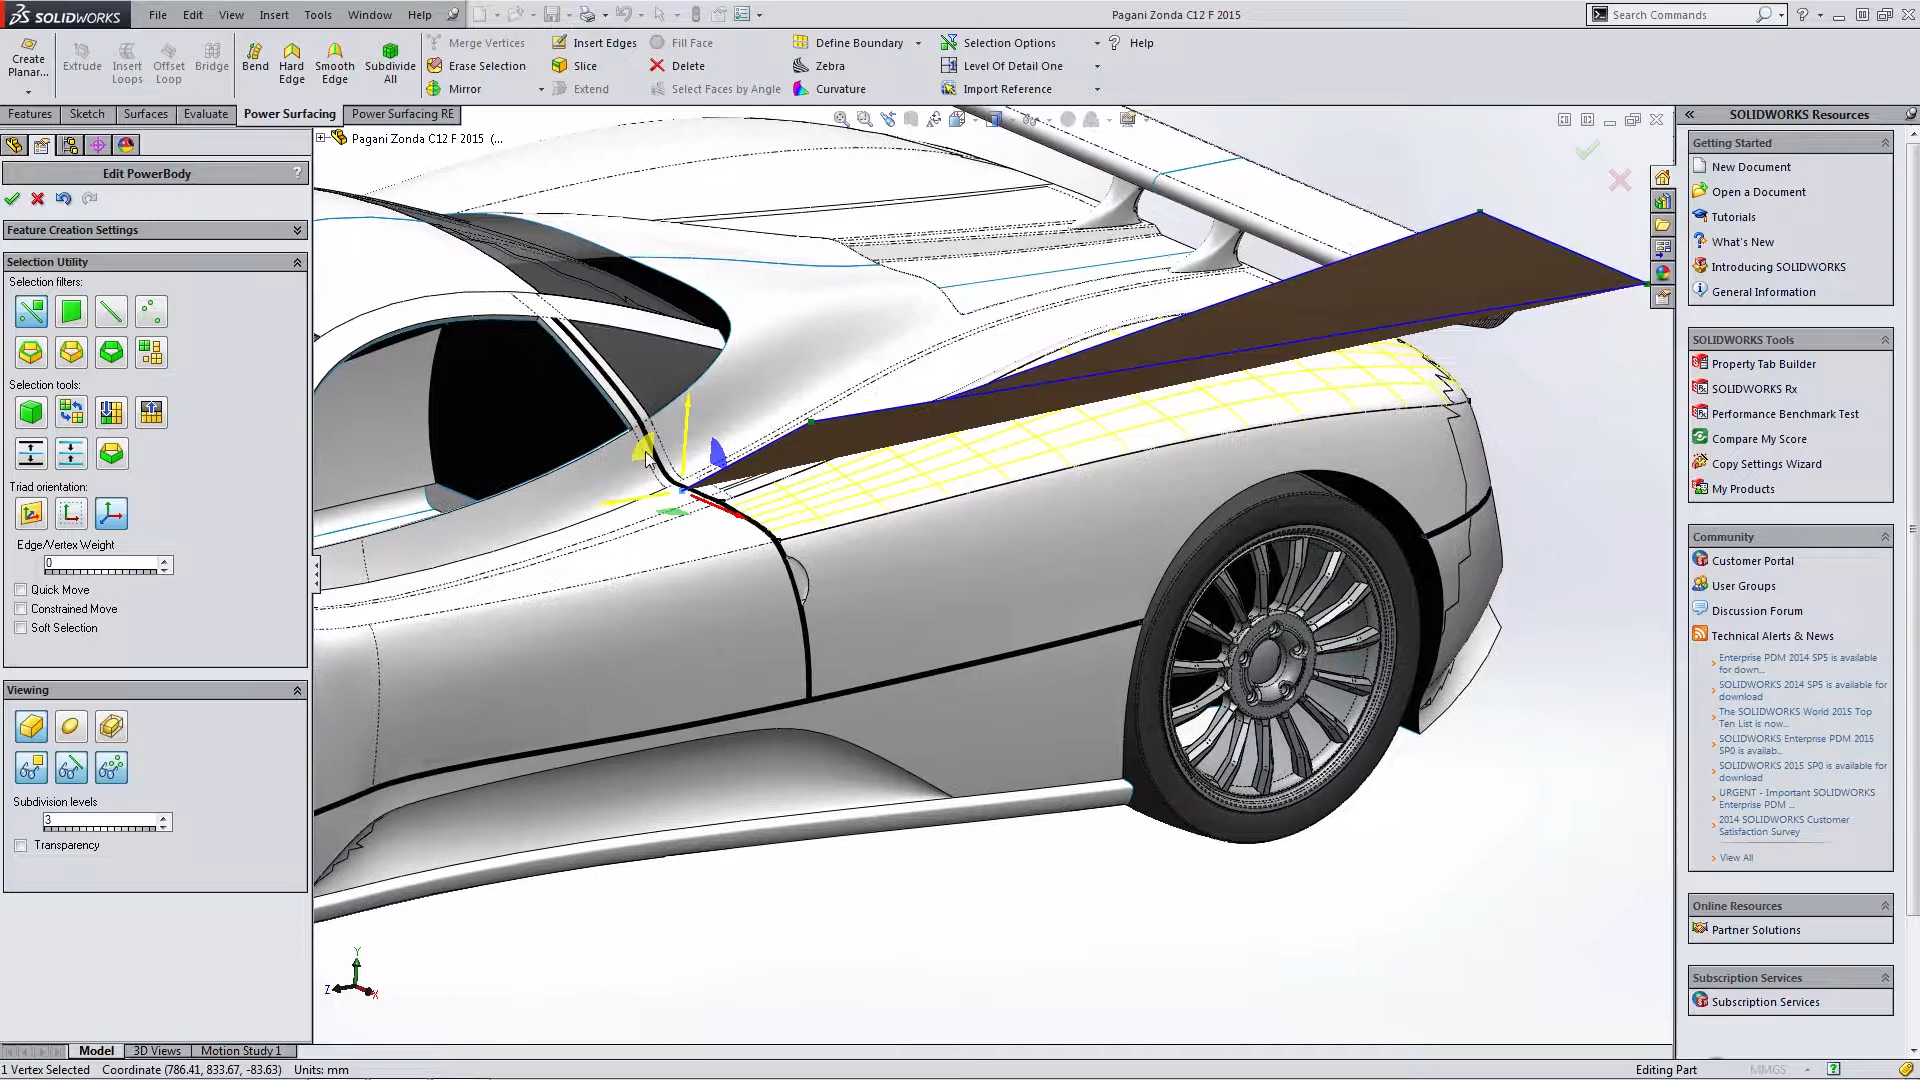 SOLIDWORKS File Edit View Insert Tools Window Help Pagani Zonda C12 F 2015 Search Commands
Create Planar... Extrude Insert Loops Offset Loop Bridge Bend Hard Edge Smooth Edge Subdivide All
Merge Vertices Insert Edges Fill Face Define Boundary Selection Options Help
Erase Selection Slice Delete Zebra Level Of Detail One
Mirror Extend Select Faces by Angle Curvature Import Reference
Features Sketch Surfaces Evaluate Power Surfacing Power Surfacing RE
Pagani Zonda C12 F 2015 (...
Edit PowerBody ?
Feature Creation Settings
Selection Utility
Selection filters:
Selection tools:
Triad orientation:
Edge/Vertex Weight
0
Quick Move
Constrained Move
Soft Selection
Viewing
Subdivision levels
3
Transparency
Y
Z
X
SOLIDWORKS Resources
Getting Started
New Document
Open a Document
Tutorials
What's New
Introducing SOLIDWORKS
General Information
SOLIDWORKS Tools
Property Tab Builder
SOLIDWORKS Rx
Performance Benchmark Test
Compare My Score
Copy Settings Wizard
My Products
Community
Customer Portal
User Groups
Discussion Forum
Technical Alerts & News
Enterprise PDM 2014 SP5 is available
for down...
SOLIDWORKS 2014 SP5 is available for
download
The SOLIDWORKS World 2015 Top
Ten List is now...
SOLIDWORKS Enterprise PDM 2015
SP0 is availab...
SOLIDWORKS 2015 SP0 is available for
download
URGENT - Important SOLIDWORKS
Enterprise PDM ...
2014 SOLIDWORKS Customer
Satisfaction Survey
View All
Online Resources
Partner Solutions
Subscription Services
Subscription Services
Model 3D Views Motion Study 1
1 Vertex Selected Coordinate (786.41, 833.67, -83.63) Units: mm Editing Part MMGS